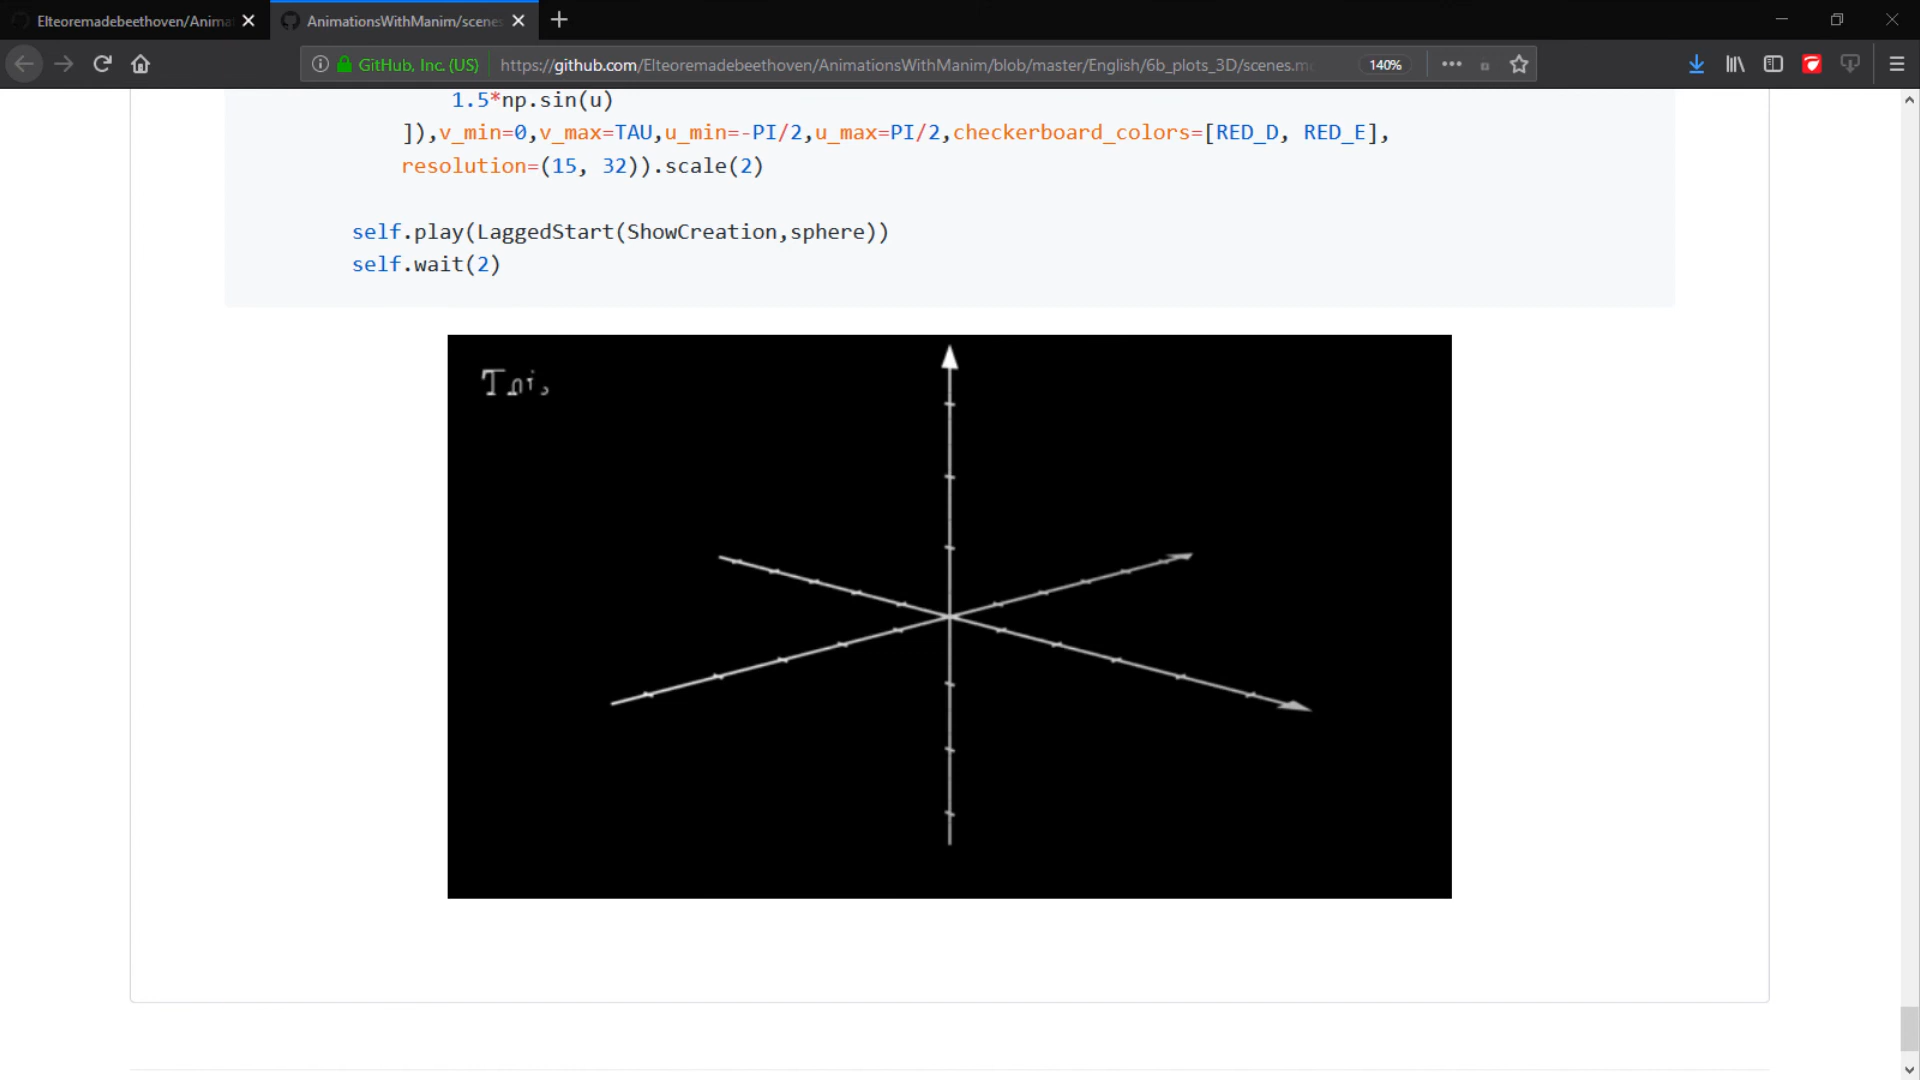 Elteoremadebeethoven/Anima
AnimationsWithManim/scenes
GitHub, Inc. (US)
https://github.com/Elteoremadebeethoven/AnimationsWithManim/blob/master/English/6b_plots_3D/scenes.m
140%
1.5*np.sin(u)
]),v_min=0,v_max=TAU,u_min=-PI/2,u_max=PI/2,checkerboard_colors=[RED_D, RED_E],
resolution=(15, 32)).scale(2)
self.play(LaggedStart(ShowCreation,sphere))
self.wait(2)